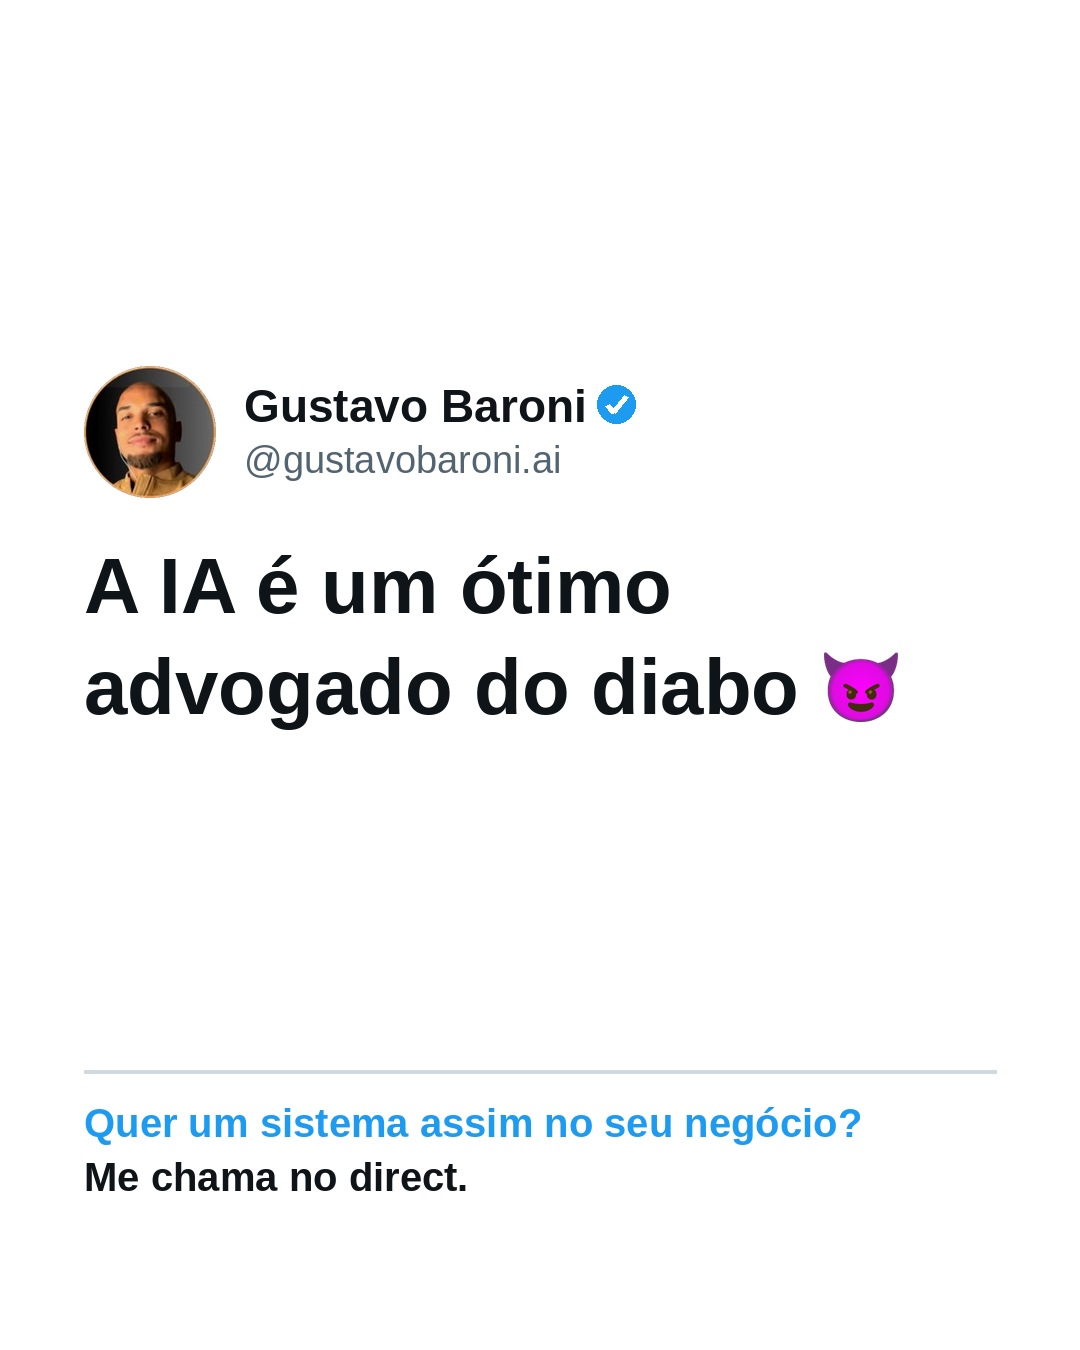 Gustavo Baroni
@gustavobaroni.ai
A IA é um ótimo
advogado do diabo 😈
Quer um sistema assim no seu negócio?
Me chama no direct.